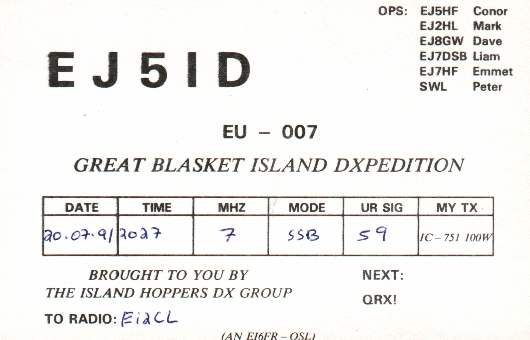 OPS: EJ5HF Conor
EJ2HL Mark
EJ8GW Dave
EJ7DSB Liam
EJ7HF Emmet
SWL Peter
EJ5ID
EU – 007
GREAT BLASKET ISLAND DXPEDITION
DATE TIME MHZ MODE UR SIG MY TX
20.07.91 2027 7 SSB 59 IC–751 100W
BROUGHT TO YOU BY
THE ISLAND HOPPERS DX GROUP
NEXT:
QRX!
TO RADIO: Ei2CL
(AN EI6FR–QSL)